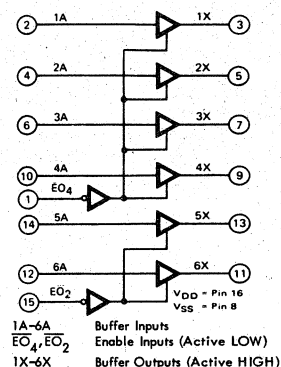 2 1A 1X 3
4 2A 2X 5
6 3A 3X 7
10 4A 4X 9
1 EO4
14 5A 5X 13
12 6A 6X 11
15 EO2
VDD = Pin 16
VSS = Pin 8
1A-6A Buffer Inputs
EO4, EO2 Enable Inputs (Active LOW)
1X-6X Buffer Outputs (Active HIGH)